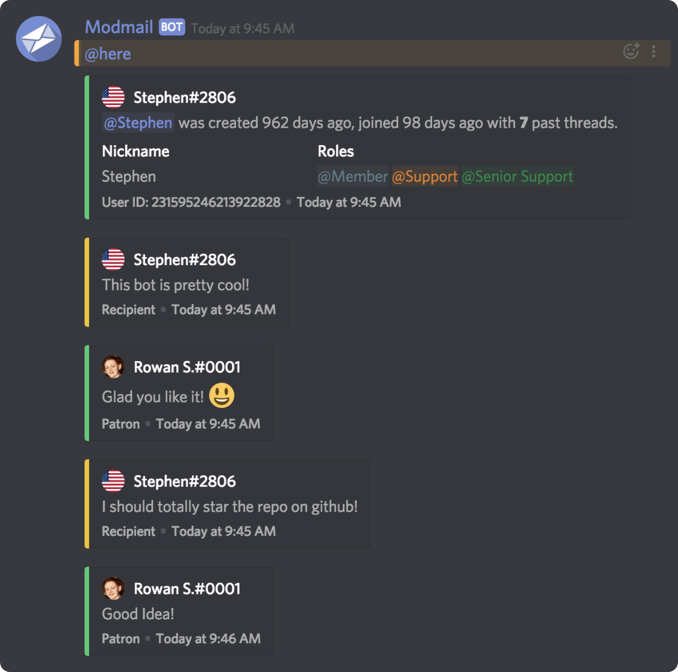 Modmail BOT Today at 9:45 AM
@here
Stephen#2806
@Stephen was created 962 days ago, joined 98 days ago with 7 past threads.
Nickname Roles
Stephen @Member @Support @Senior Support
User ID: 231595246213922828 • Today at 9:45 AM
Stephen#2806
This bot is pretty cool!
Recipient • Today at 9:45 AM
Rowan S.#0001
Glad you like it! 😃
Patron • Today at 9:45 AM
Stephen#2806
I should totally star the repo on github!
Recipient • Today at 9:45 AM
Rowan S.#0001
Good Idea!
Patron • Today at 9:46 AM